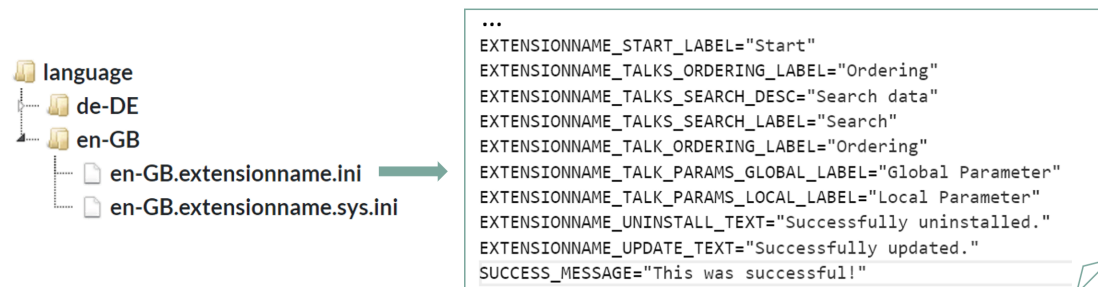 language
de-DE
en-GB
en-GB.extensionname.ini
en-GB.extensionname.sys.ini
...
EXTENSIONNAME_START_LABEL="Start"
EXTENSIONNAME_TALKS_ORDERING_LABEL="Ordering"
EXTENSIONNAME_TALKS_SEARCH_DESC="Search data"
EXTENSIONNAME_TALKS_SEARCH_LABEL="Search"
EXTENSIONNAME_TALK_ORDERING_LABEL="Ordering"
EXTENSIONNAME_TALK_PARAMS_GLOBAL_LABEL="Global Parameter"
EXTENSIONNAME_TALK_PARAMS_LOCAL_LABEL="Local Parameter"
EXTENSIONNAME_UNINSTALL_TEXT="Successfully uninstalled."
EXTENSIONNAME_UPDATE_TEXT="Successfully updated."
SUCCESS_MESSAGE="This was successful!"